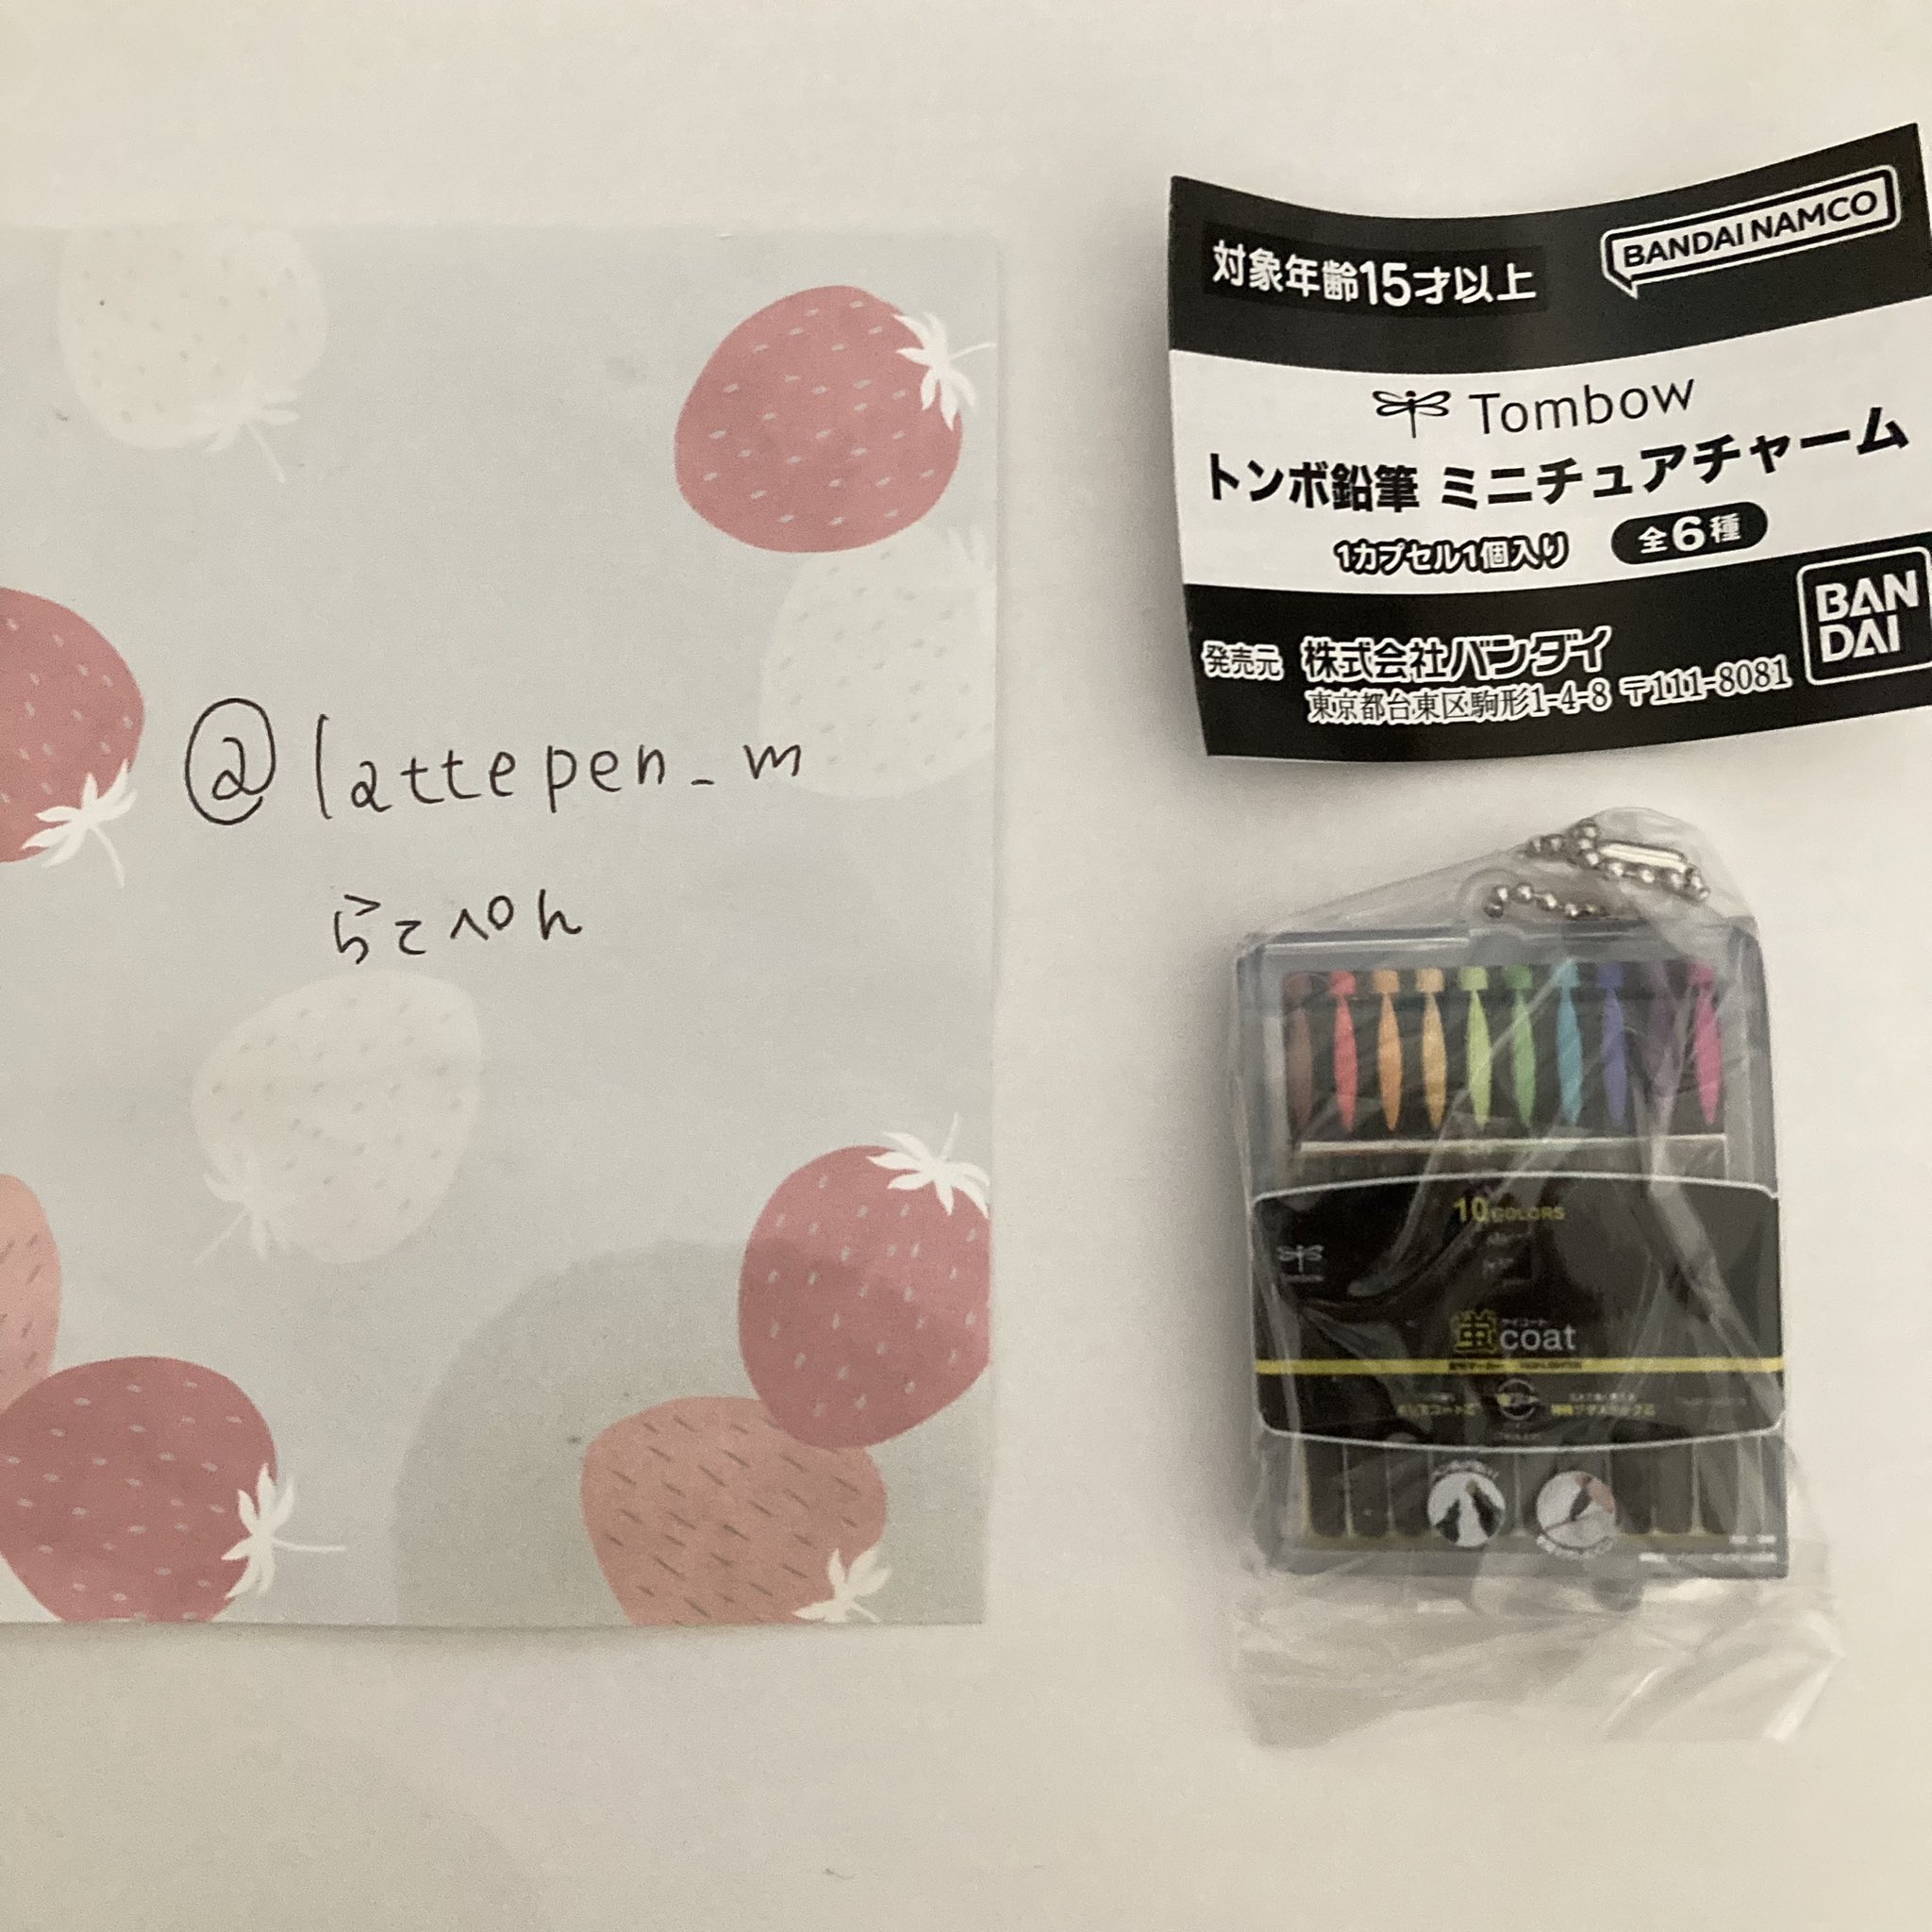 @lattepen_m
らてぺん
対象年齢15才以上
BANDAI NAMCO
Tombow
トンボ鉛筆 ミニチュアチャーム
1カプセル1個入り 全6種
発売元 株式会社バンダイ
東京都台東区駒形1-4-8 〒111-8081
BAN
DAI
10 COLORS
蛍coat